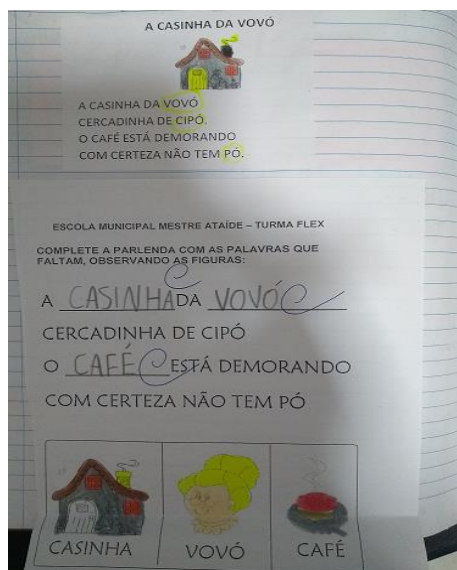 A CASINHA DA VOVÓ
A CASINHA DA VOVÓ
CERCADINHA DE CIPÓ.
O CAFÉ ESTÁ DEMORANDO
COM CERTEZA NÃO TEM PÓ.
ESCOLA MUNICIPAL MESTRE ATAÍDE – TURMA FLEX
COMPLETE A PARLENDA COM AS PALAVRAS QUE
FALTAM, OBSERVANDO AS FIGURAS:
A CASINHA DA VOVÓ
CERCADINHA DE CIPÓ
O CAFÉ ESTÁ DEMORANDO
COM CERTEZA NÃO TEM PÓ
CASINHA VOVÓ CAFÉ